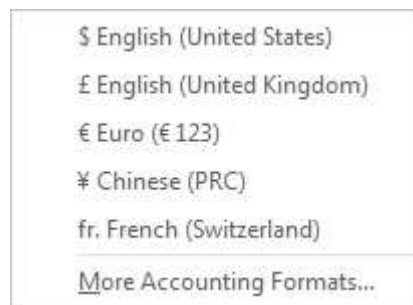 $ English (United States)
£ English (United Kingdom)
€ Euro (€ 123)
¥ Chinese (PRC)
fr. French (Switzerland)
More Accounting Formats...